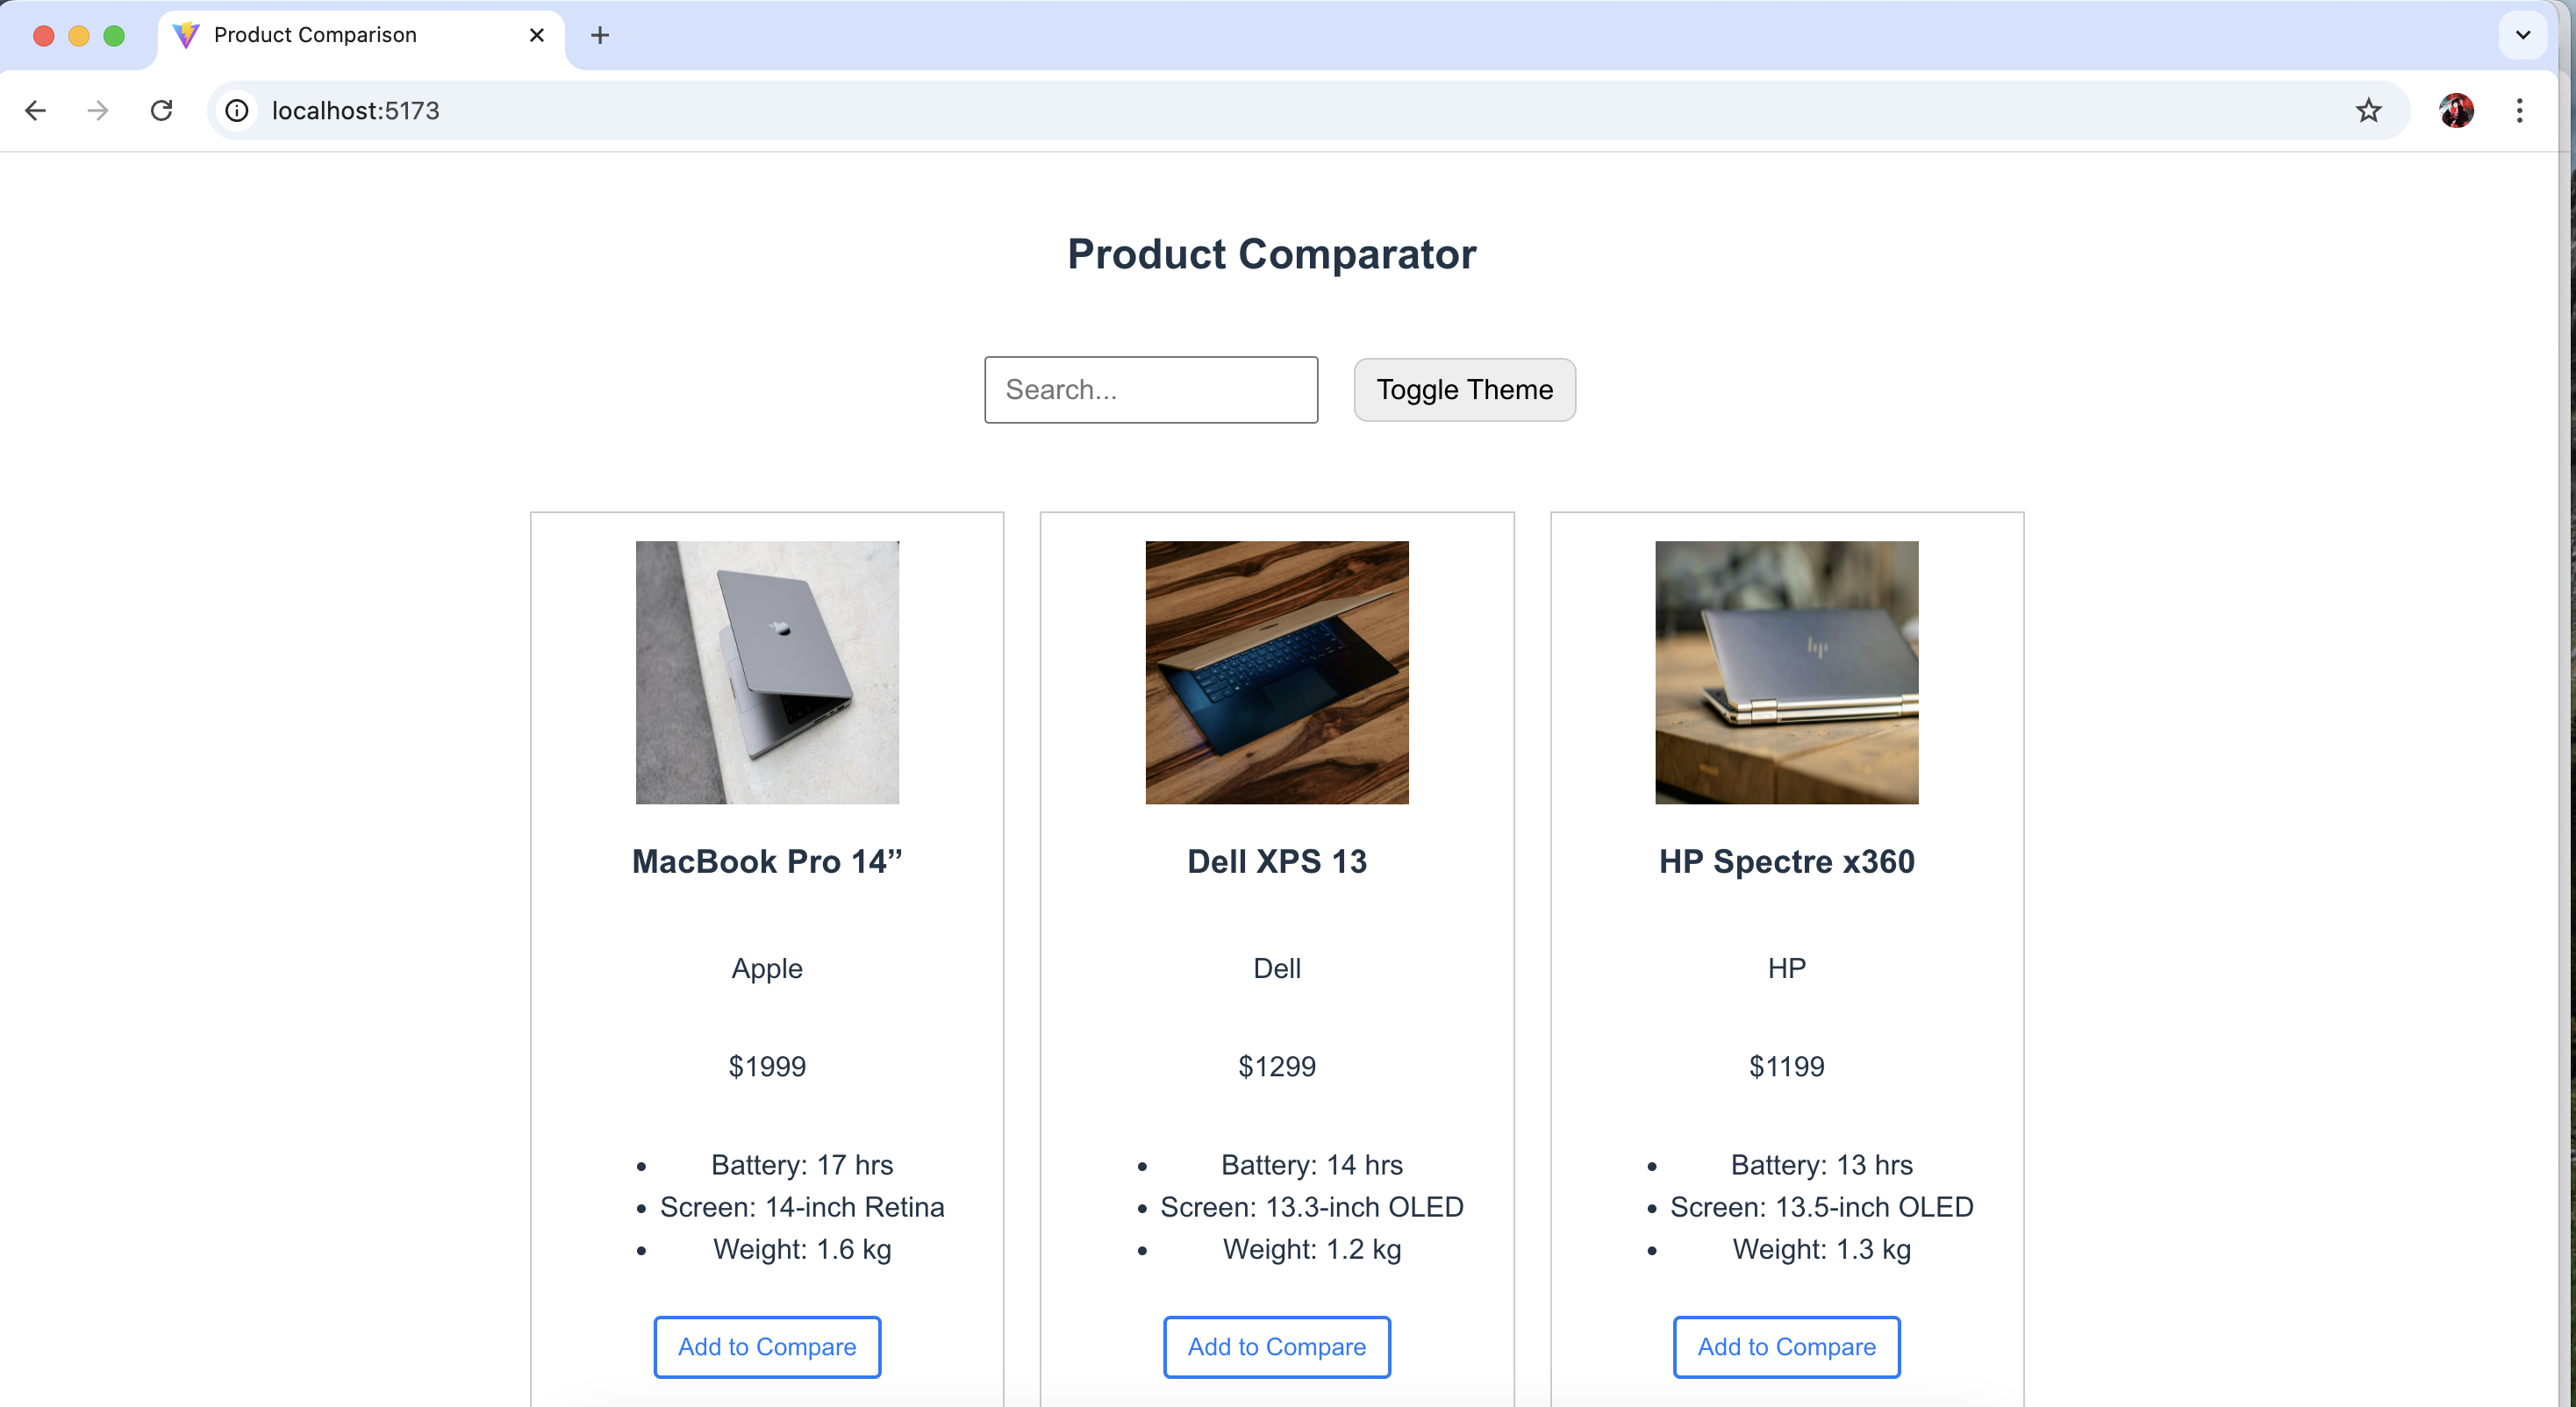 Product Comparison
localhost:5173
Product Comparator
Search...
Toggle Theme
MacBook Pro 14”
Apple
$1999
• Battery: 17 hrs
• Screen: 14-inch Retina
• Weight: 1.6 kg
Add to Compare
Dell XPS 13
Dell
$1299
• Battery: 14 hrs
• Screen: 13.3-inch OLED
• Weight: 1.2 kg
Add to Compare
hp
HP Spectre x360
HP
$1199
• Battery: 13 hrs
• Screen: 13.5-inch OLED
• Weight: 1.3 kg
Add to Compare